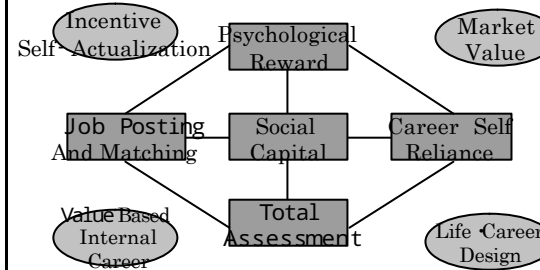 Incentive
Self-Actualization
Psychological
Reward
Market
Value
Job Posting
And Matching
Social
Capital
Career Self
Reliance
Value Based
Internal
Career
Total
Assessment
Life・Career
Design